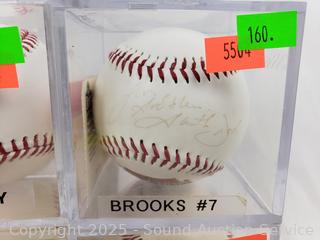 160.
5504
BROOKS #7
Y
Copyright 2025 - Sound Auction Service